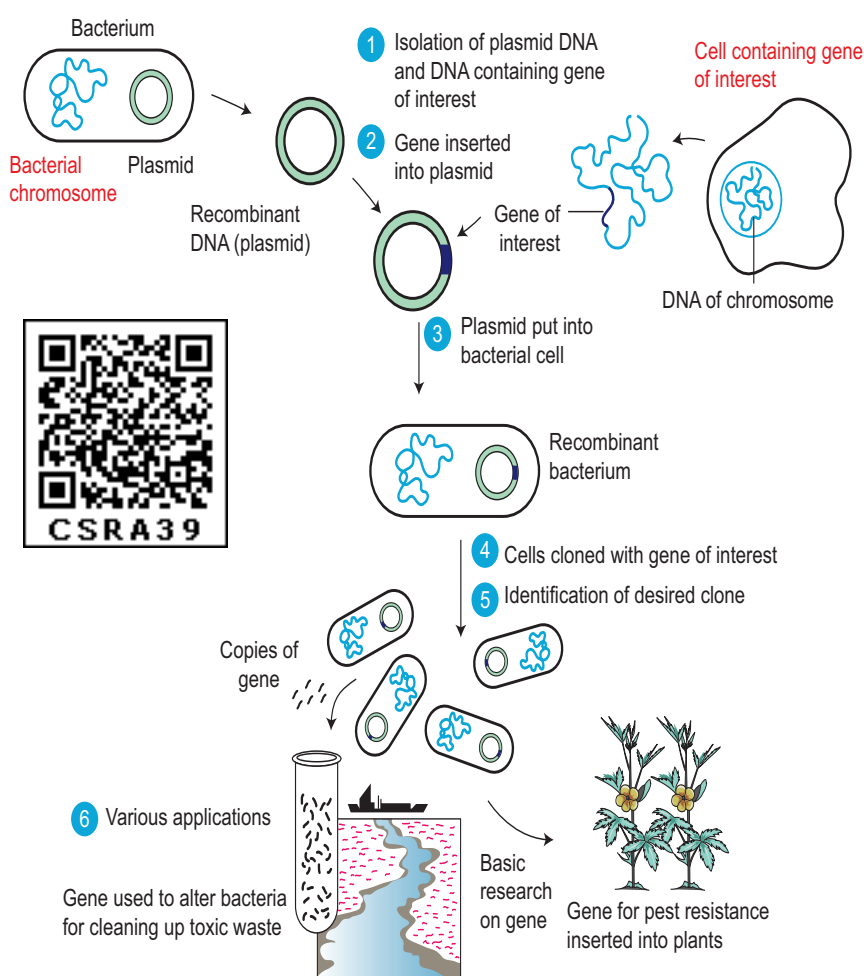 Bacterium
Bacterial
chromosome
Plasmid
1 Isolation of plasmid DNA
and DNA containing gene
of interest
Cell containing gene
of interest
2 Gene inserted
into plasmid
Recombinant
DNA (plasmid)
Gene of
interest
DNA of chromosome
3 Plasmid put into
bacterial cell
CSRA39
Recombinant
bacterium
4 Cells cloned with gene of interest
5 Identification of desired clone
Copies of
gene
6 Various applications
Gene used to alter bacteria
for cleaning up toxic waste
Basic
research
on gene
Gene for pest resistance
inserted into plants